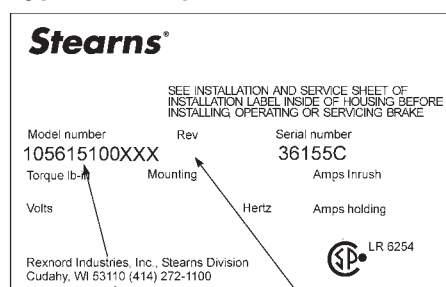 Stearns®
SEE INSTALLATION AND SERVICE SHEET OF
INSTALLATION LABEL INSIDE OF HOUSING BEFORE
INSTALLING OPERATING OR SERVICING BRAKE
Model number Rev Serial number
105615100XXX 36155C
Torque lb-ft Mounting Amps Inrush
Volts Hertz Amps holding
LR 6254
Rexnord Industries, Inc., Stearns Division
Cudahy, WI 53110 (414) 272-1100